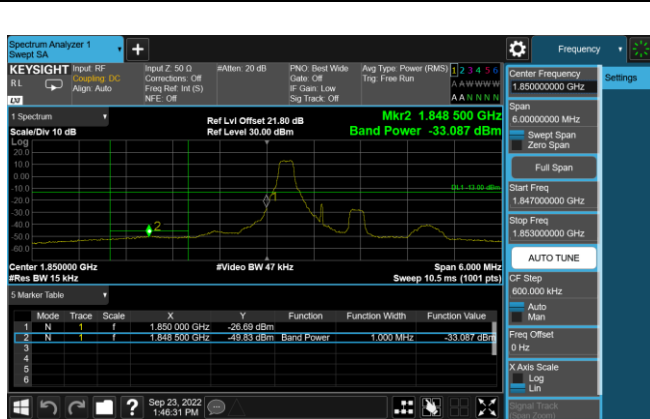 Spectrum Analyzer 1
Swept SA
Frequency
KEYSIGHT
RL
LXI
Input: RF
Coupling: DC
Align: Auto
Input Z: 50 Ω
Corrections: Off
Freq Ref: Int (S)
NFE: Off
#Atten: 20 dB
PNO: Best Wide
Gate: Off
IF Gain: Low
Sig Track: Off
Avg Type: Power (RMS)
Trig: Free Run
1 2 3 4 5 6
A A W W W W
A A N N N N
1 Spectrum
Scale/Div 10 dB
Log
Ref Lvl Offset 21.80 dB
Ref Level 30.00 dBm
Mkr2 1.848 500 GHz
Band Power -33.087 dBm
20.0
10.0
0.00
-10.0
-20.0
-30.0
-40.0
-50.0
-60.0
DL1 -13.00 dBm
2
Center 1.850000 GHz
#Res BW 15 kHz
#Video BW 47 kHz
Span 6.000 MHz
Sweep 10.5 ms (1001 pts)
5 Marker Table
Mode Trace Scale X Y Function Function Width Function Value
1 N 1 f 1.850 000 GHz -26.69 dBm
2 N 1 f 1.848 500 GHz -49.83 dBm Band Power 1.000 MHz -33.087 dBm
3
4
5
6
Center Frequency
1.850000000 GHz
Settings
Span
6.00000000 MHz
Swept Span
Zero Span
Full Span
Start Freq
1.847000000 GHz
Stop Freq
1.853000000 GHz
AUTO TUNE
CF Step
600.000 kHz
Auto
Man
Freq Offset
0 Hz
X Axis Scale
Log
Lin
Signal Track
(Span Zoom)
?
Sep 23, 2022
1:46:31 PM